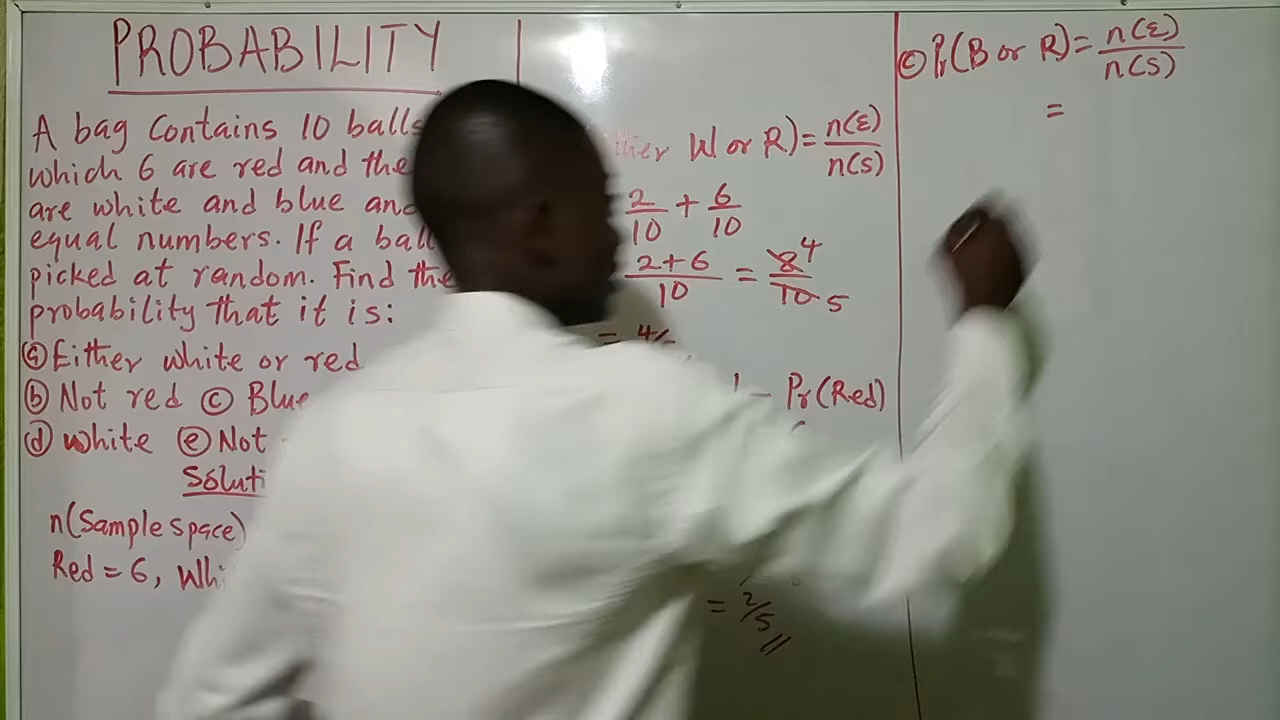 PROBABILITY
A bag Contains 10 balls
which 6 are red and the
are white and blue and
equal numbers. If a ball
picked at random. Find the
probability that it is:
ⓐ Either white or red
ⓑ Not red ⓒ Blue
ⓓ white ⓔ Not
Soluti
n(Sample space)
Red = 6, Whi
ither W or R) = n(ε)/n(S)
2/10 + 6/10
2+6/10 = 8/10 4 5
= 4/
1 - Pr(Red)
= 2/5 //
ⓒ Pr(B or R) = n(ε)/n(S)
=